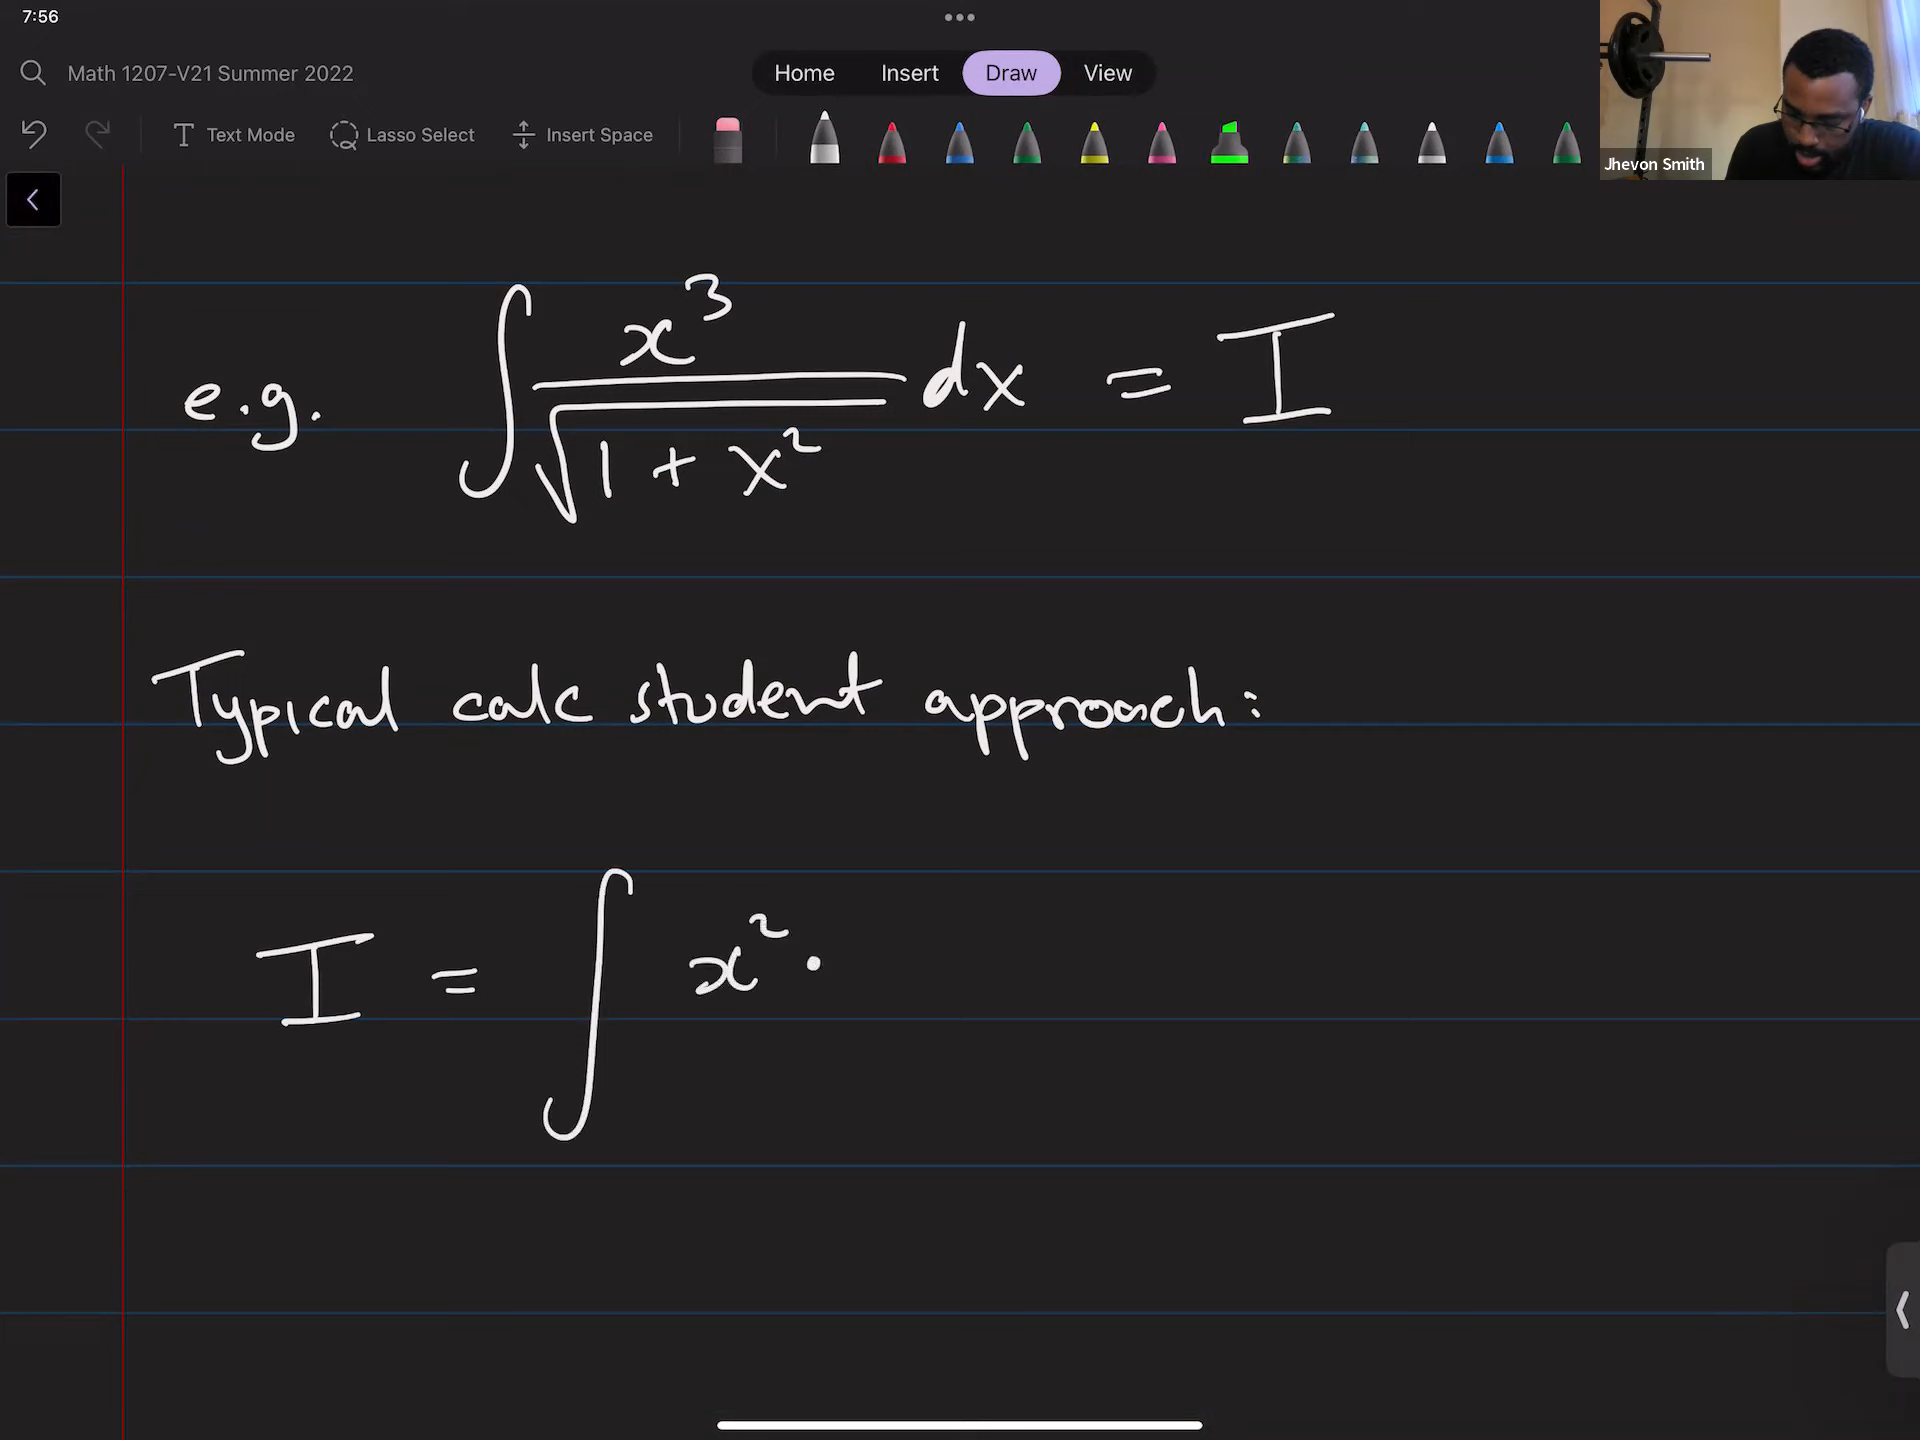 7:56
Math 1207-V21 Summer 2022
Home Insert Draw View
Text Mode Lasso Select Insert Space
Jhevon Smith
e.g. ∫ x³/√(1 + x²) dx = I
Typical calc student approach:
I = ∫ x² ·